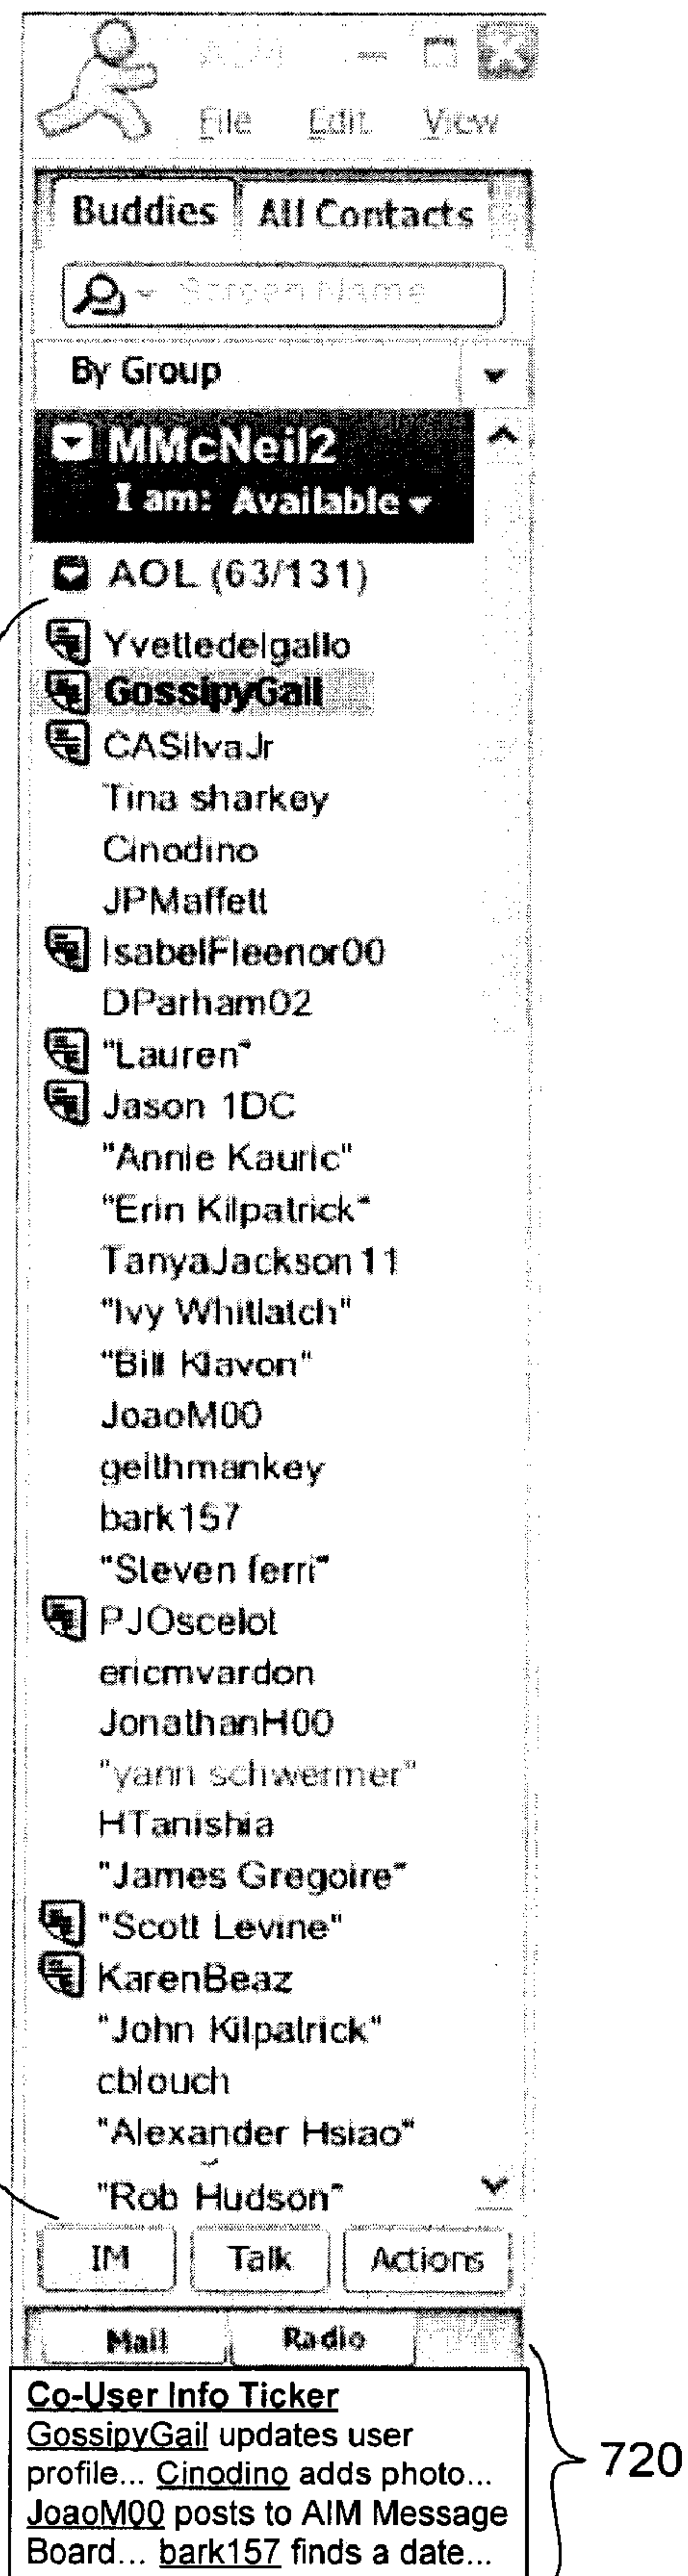 AIM
File Edit View
Buddies All Contacts
Screen Name
By Group
MMcNeil2
I am: Available
AOL (63/131)
Yvettedelgallo
GossipyGail
CASilvaJr
Tina sharkey
Cinodino
JPMaffett
IsabelFleenor00
DParham02
"Lauren"
Jason 1DC
"Annie Kauric"
"Erin Kilpatrick"
TanyaJackson11
"Ivy Whitlatch"
"Bill Klavon"
JoaoM00
geithmankey
bark157
"Steven ferri"
PJOscelot
ericmvardon
JonathanH00
"yann schwermer"
HTanishia
"James Gregoire"
"Scott Levine"
KarenBeaz
"John Kilpatrick"
cblouch
"Alexander Hsiao"
"Rob Hudson"
IM Talk Actions
Mail Radio
Co-User Info Ticker
GossipyGail updates user
profile... Cinodino adds photo...
JoaoM00 posts to AIM Message
Board... bark157 finds a date...
720